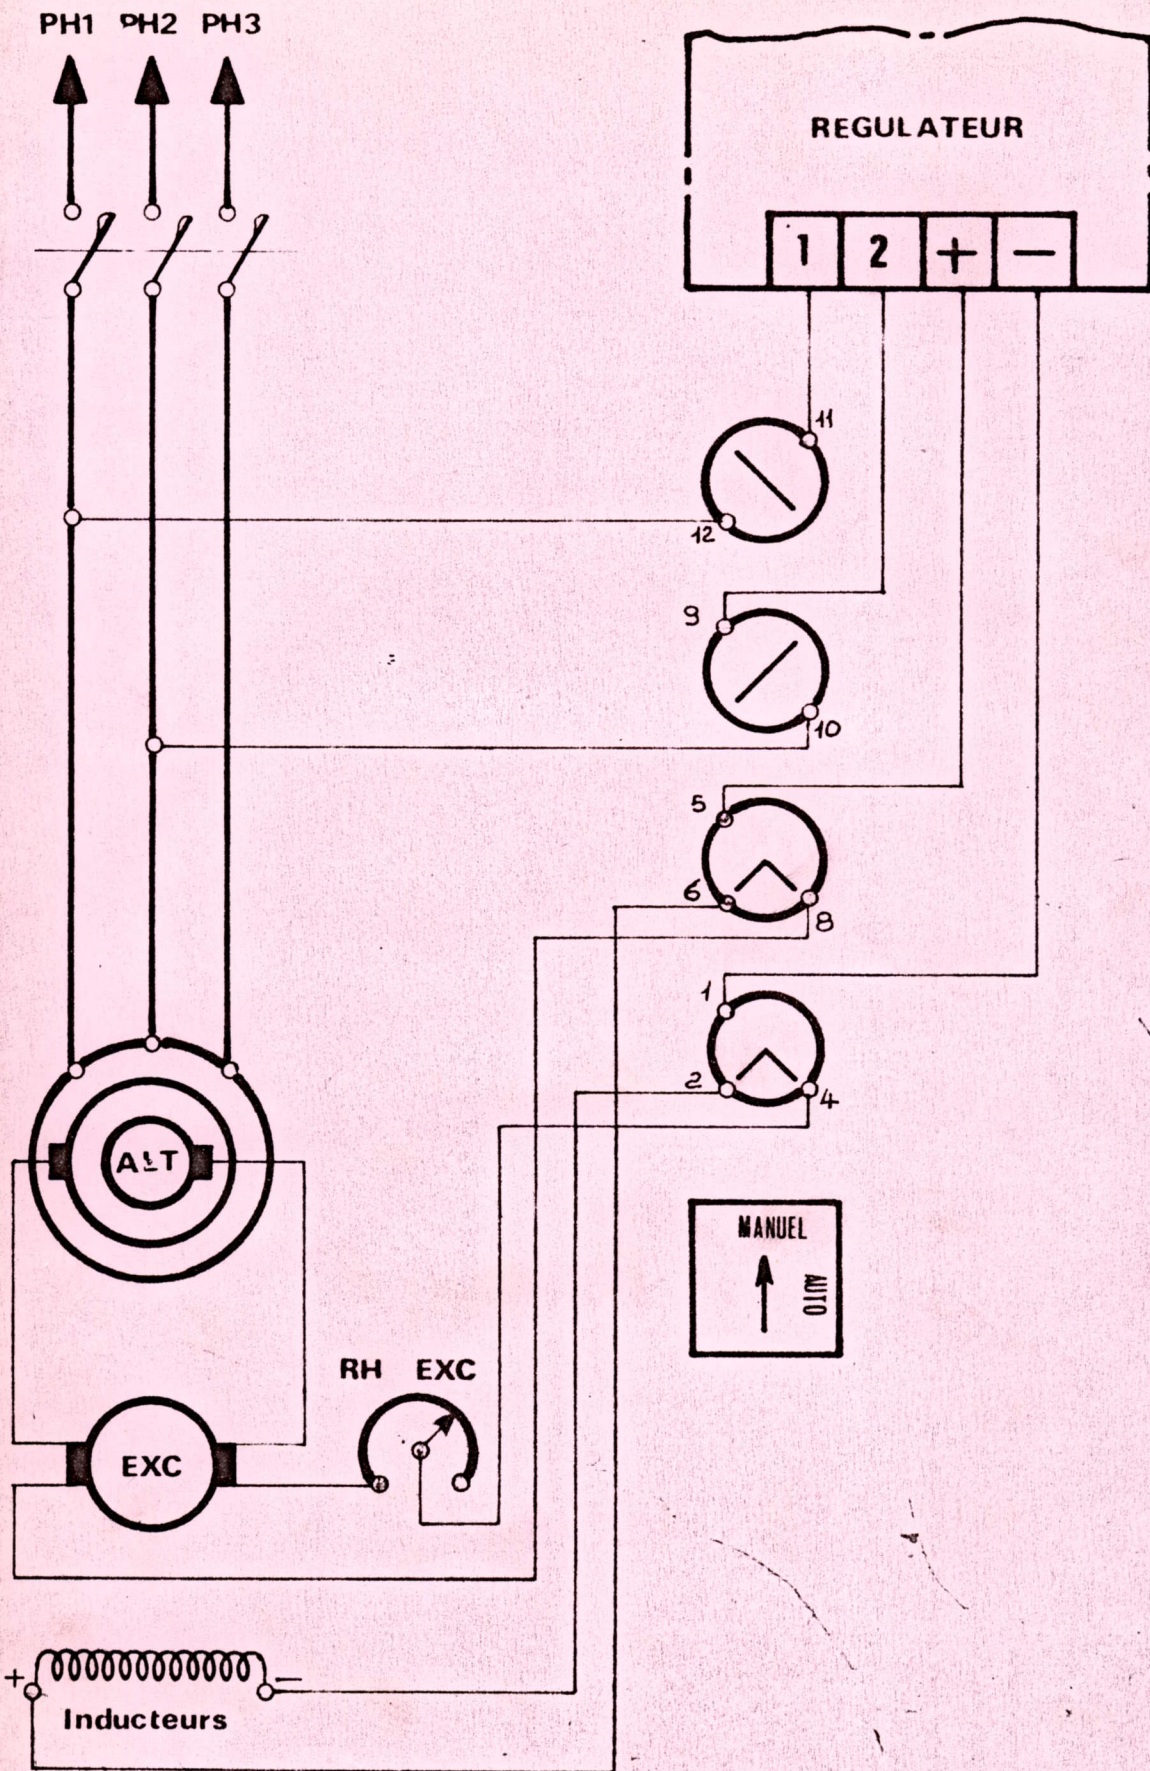 PH1 PH2 PH3
REGULATEUR
1 2 + −
11
12
9
10
5
6
8
1
2
4
ALT
MANUEL
AUTO
RH EXC
EXC
+ −
Inducteurs